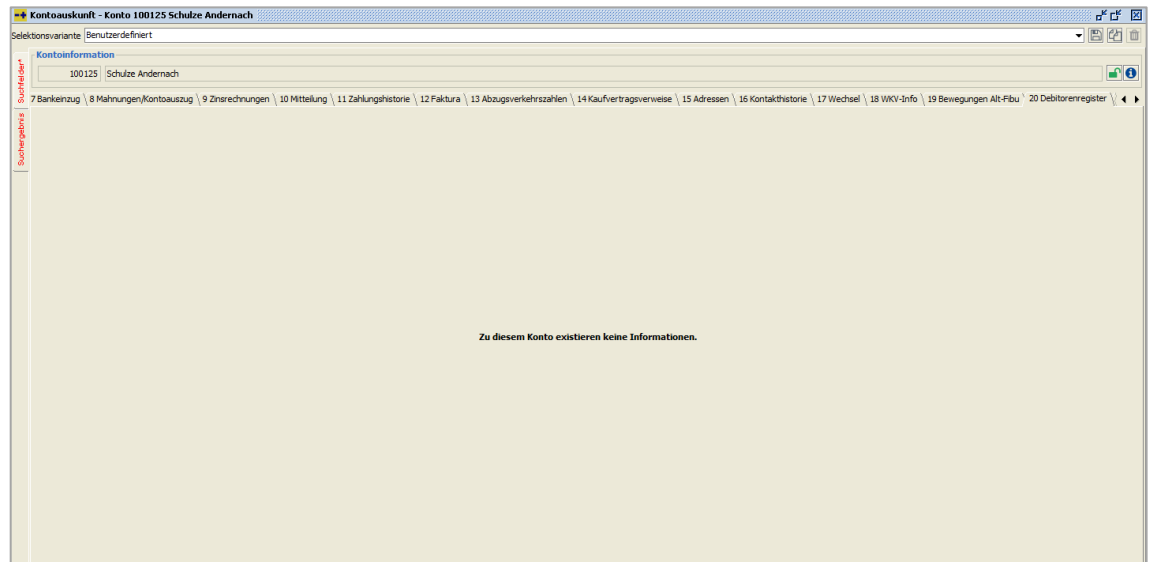 Kontoauskunft - Konto 100125 Schulze Andernach
Selektionsvariante Benutzerdefiniert
Suchfelder*
Suchergebnis
Kontoinformation
100125 Schulze Andernach
7 Bankeinzug \ 8 Mahnungen/Kontoauszug \ 9 Zinsrechnungen \ 10 Mitteilung \ 11 Zahlungshistorie \ 12 Faktura \ 13 Abzugsverkehrszahlen \ 14 Kaufvertragsverweise \ 15 Adressen \ 16 Kontakthistorie \ 17 Wechsel \ 18 WKV-Info \ 19 Bewegungen Alt-Fibu \ 20 Debitorenregister
Zu diesem Konto existieren keine Informationen.